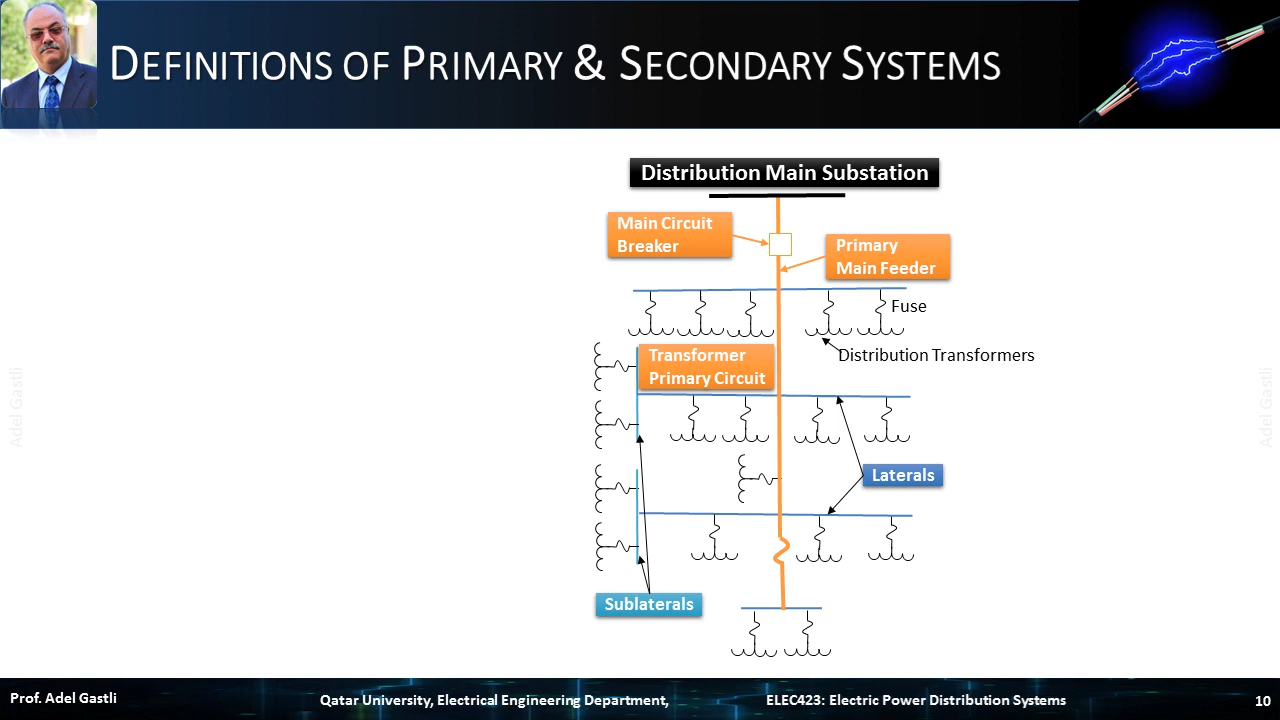 DEFINITIONS OF PRIMARY & SECONDARY SYSTEMS
Distribution Main Substation
Main Circuit
Breaker
Primary
Main Feeder
Fuse
Distribution Transformers
Transformer
Primary Circuit
Laterals
Sublaterals
Adel Gastli
Adel Gastli
Prof. Adel Gastli
Qatar University, Electrical Engineering Department,
ELEC423: Electric Power Distribution Systems
10